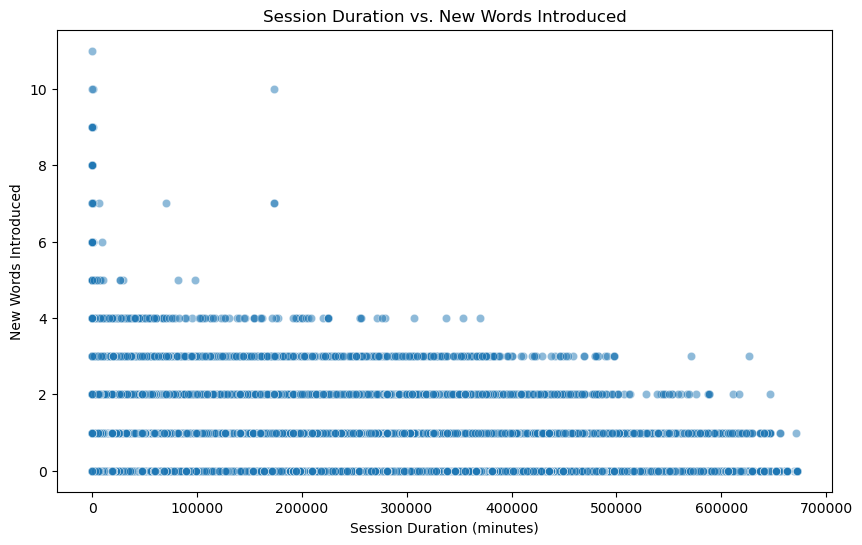 Session Duration vs. New Words Introduced
New Words Introduced
10
8
6
4
2
0
0 100000 200000 300000 400000 500000 600000 700000
Session Duration (minutes)